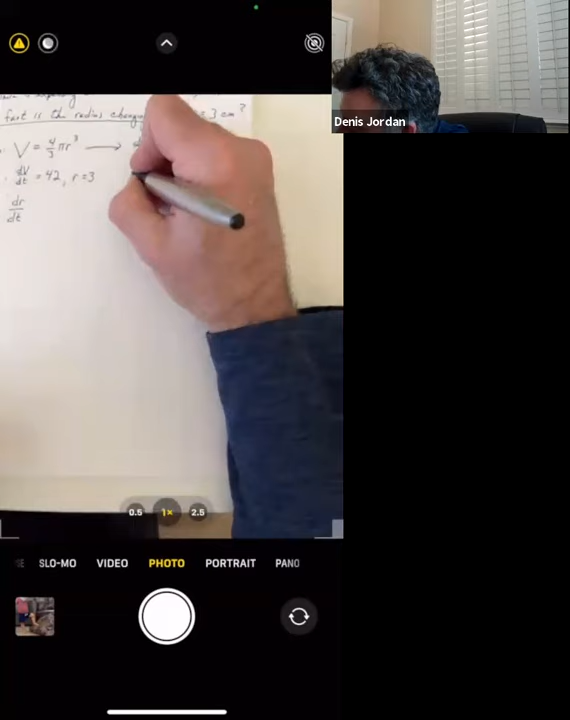 fast is the radius changing = 3 cm?
V = 4/3 πr³ ⟶
dV/dt = 42, r=3
dr/dt
Denis Jordan
0.5 1× 2.5
SLO-MO VIDEO PHOTO PORTRAIT PANO